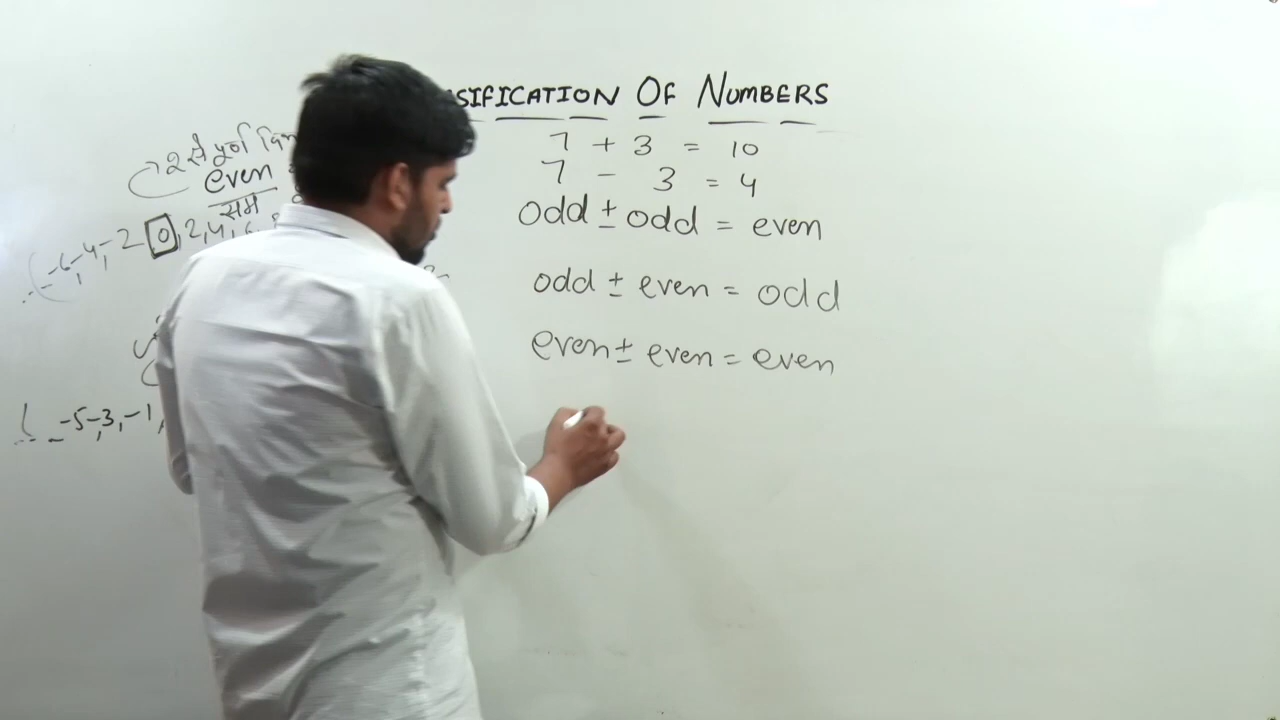 SIFICATION OF NUMBERS
7 + 3 = 10
7 - 3 = 4
odd ± odd = even
odd ± even = odd
even ± even = even
2 से पूर्ण
even
सम
-6, -4, -2 0, 2, 4, 6,
-5 -3, -1,